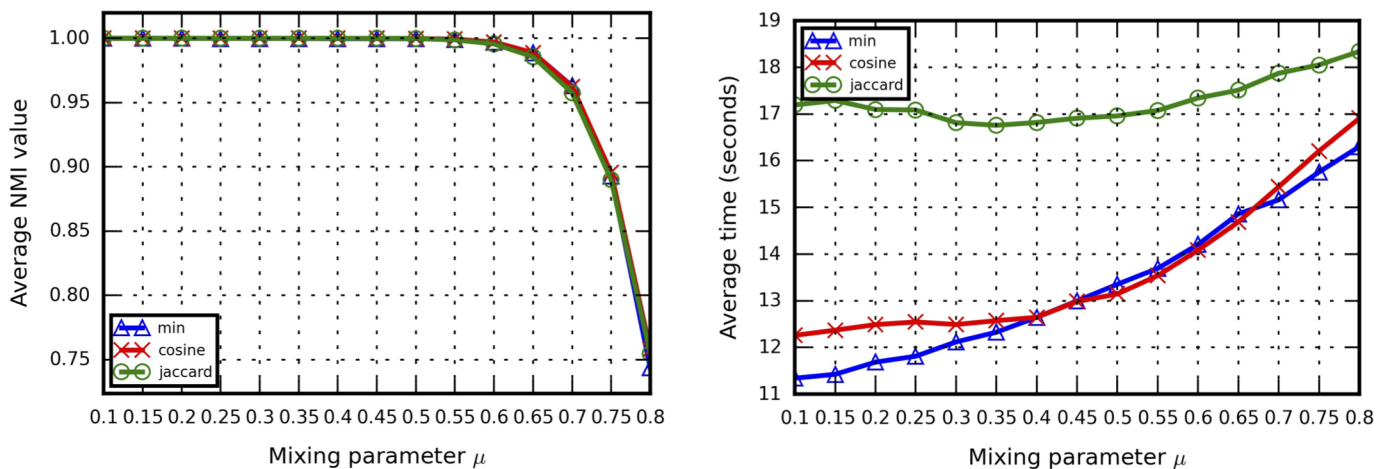 1.00
0.95
0.90
0.85
0.80
0.75
Average NMI value
min
cosine
jaccard
0.1 0.15 0.2 0.25 0.3 0.35 0.4 0.45 0.5 0.55 0.6 0.65 0.7 0.75 0.8
Mixing parameter μ
19
18
17
16
15
14
13
12
11
Average time (seconds)
min
cosine
jaccard
0.1 0.15 0.2 0.25 0.3 0.35 0.4 0.45 0.5 0.55 0.6 0.65 0.7 0.75 0.8
Mixing parameter μ